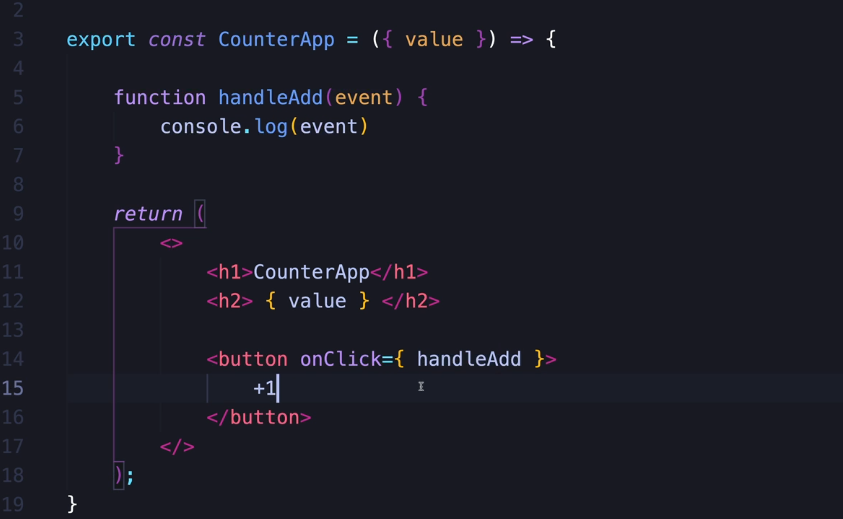 2
3 export const CounterApp = ({ value }) => {
4
5 function handleAdd(event) {
6 console.log(event)
7 }
8
9 return (
10 <>
11 <h1>CounterApp</h1>
12 <h2> { value } </h2>
13
14 <button onClick={ handleAdd }>
15 +1
16 </button>
17 </>
18 );
19 }